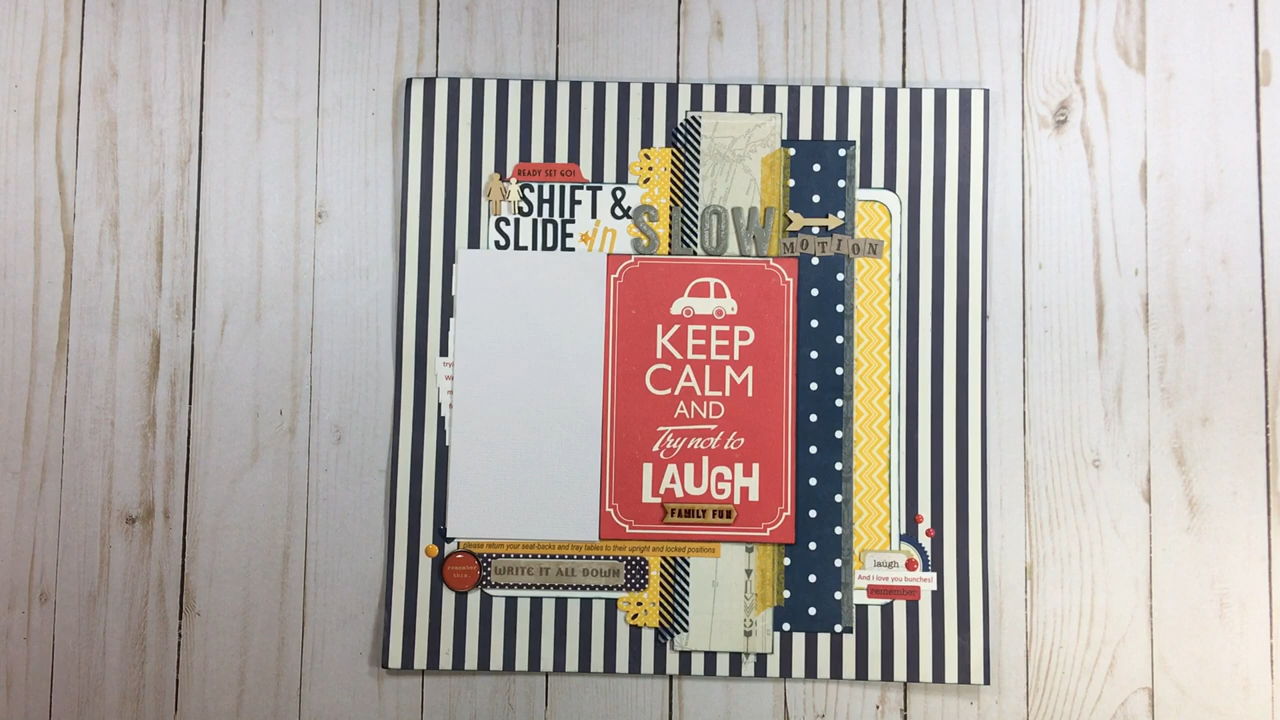 READY SET GO!
SHIFT &
SLIDE in SLOW
MOTION
KEEP
CALM
AND
Try not to
LAUGH
FAMILY FUN
please return your seat-backs and tray tables to their upright and locked positions
remember
this.
WRITE IT ALL DOWN
laugh
And I love you bunches!
remember